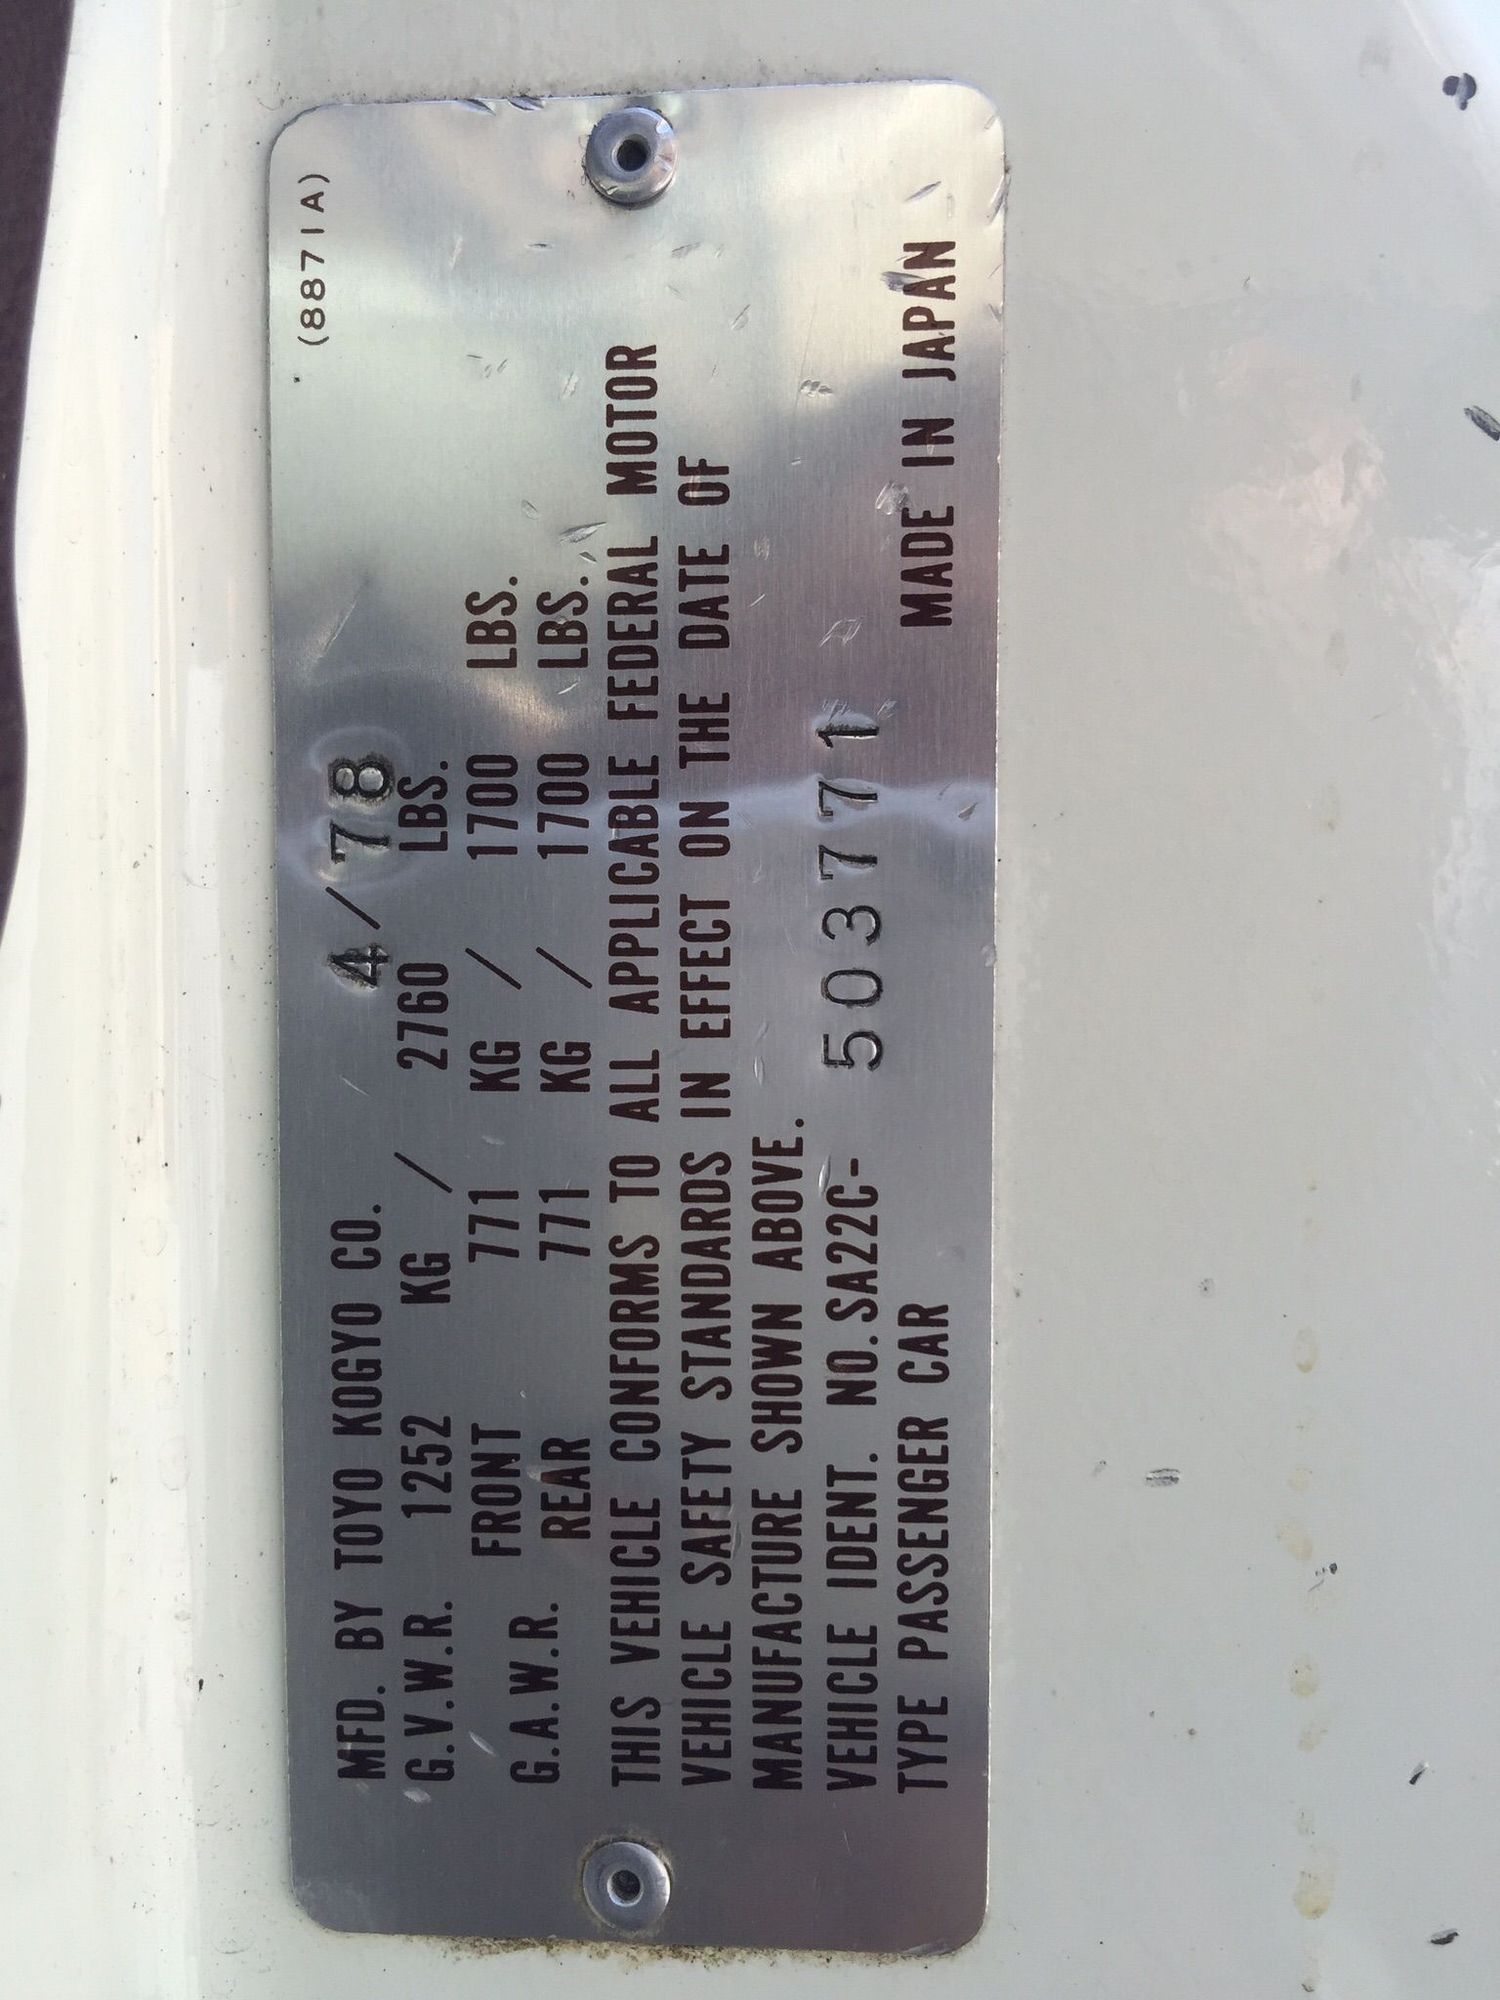 (8871A)
MFD. BY TOYO KOGYO CO. 4/78
G.V.W.R. 1252 KG / 2760 LBS.
G.A.W.R. FRONT 771 KG / 1700 LBS.
REAR 771 KG / 1700 LBS.
THIS VEHICLE CONFORMS TO ALL APPLICABLE FEDERAL MOTOR
VEHICLE SAFETY STANDARDS IN EFFECT ON THE DATE OF
MANUFACTURE SHOWN ABOVE.
VEHICLE IDENT. NO. SA22C- 503771
TYPE PASSENGER CAR MADE IN JAPAN